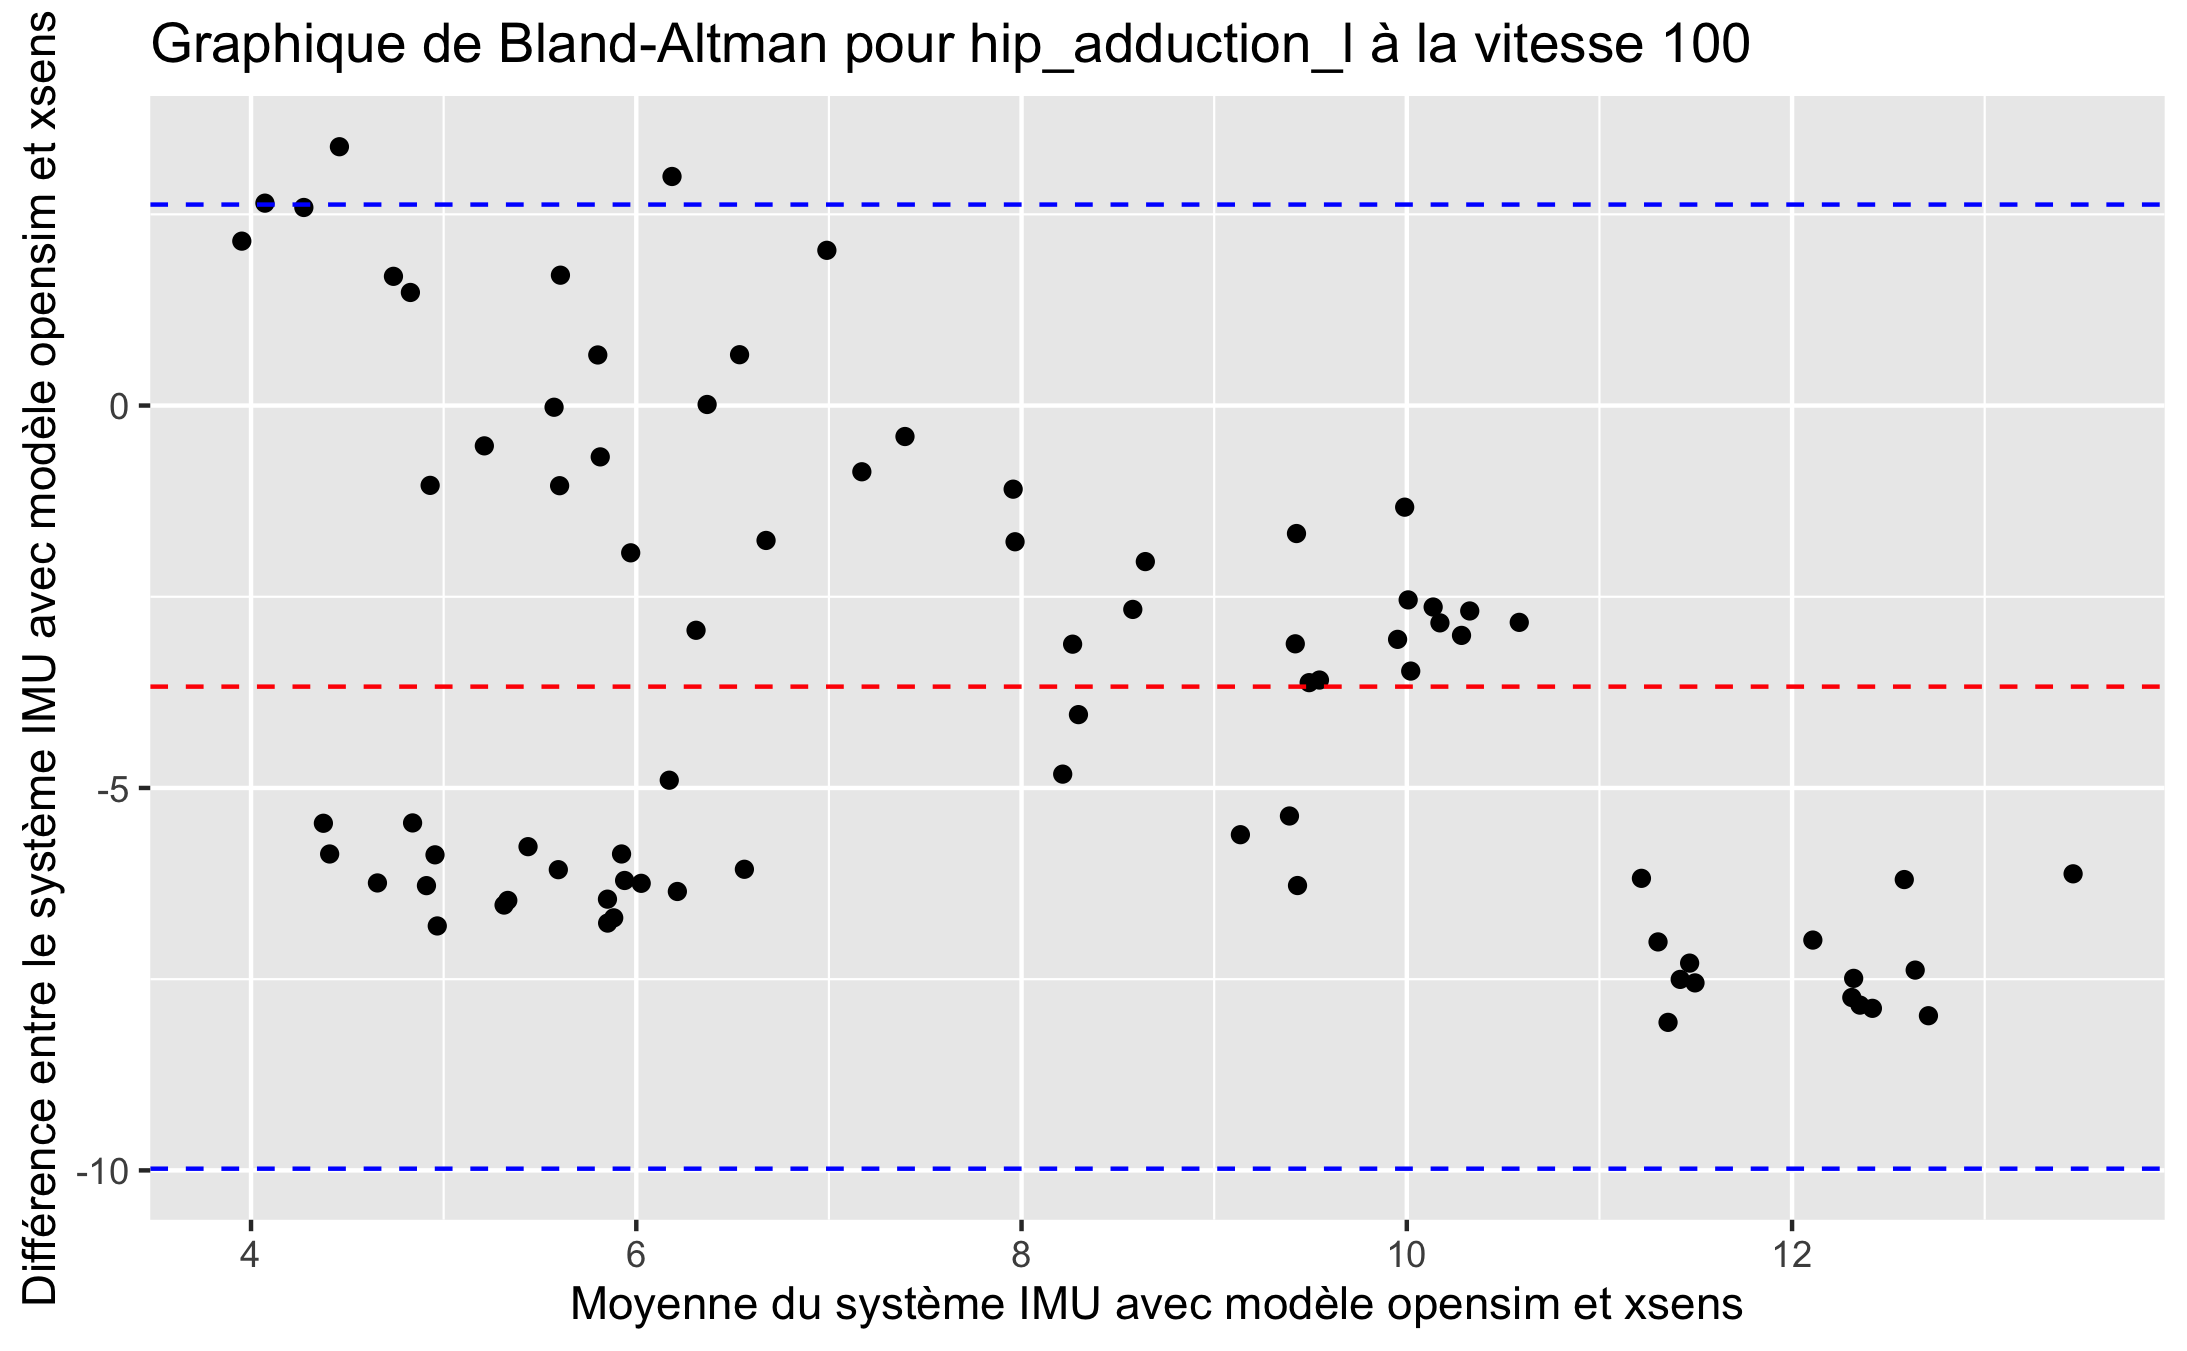 Graphique de Bland-Altman pour hip_adduction_l à la vitesse 100
Différence entre le système IMU avec modèle opensim et xsens
0
-5
-10
4 6 8 10 12
Moyenne du système IMU avec modèle opensim et xsens